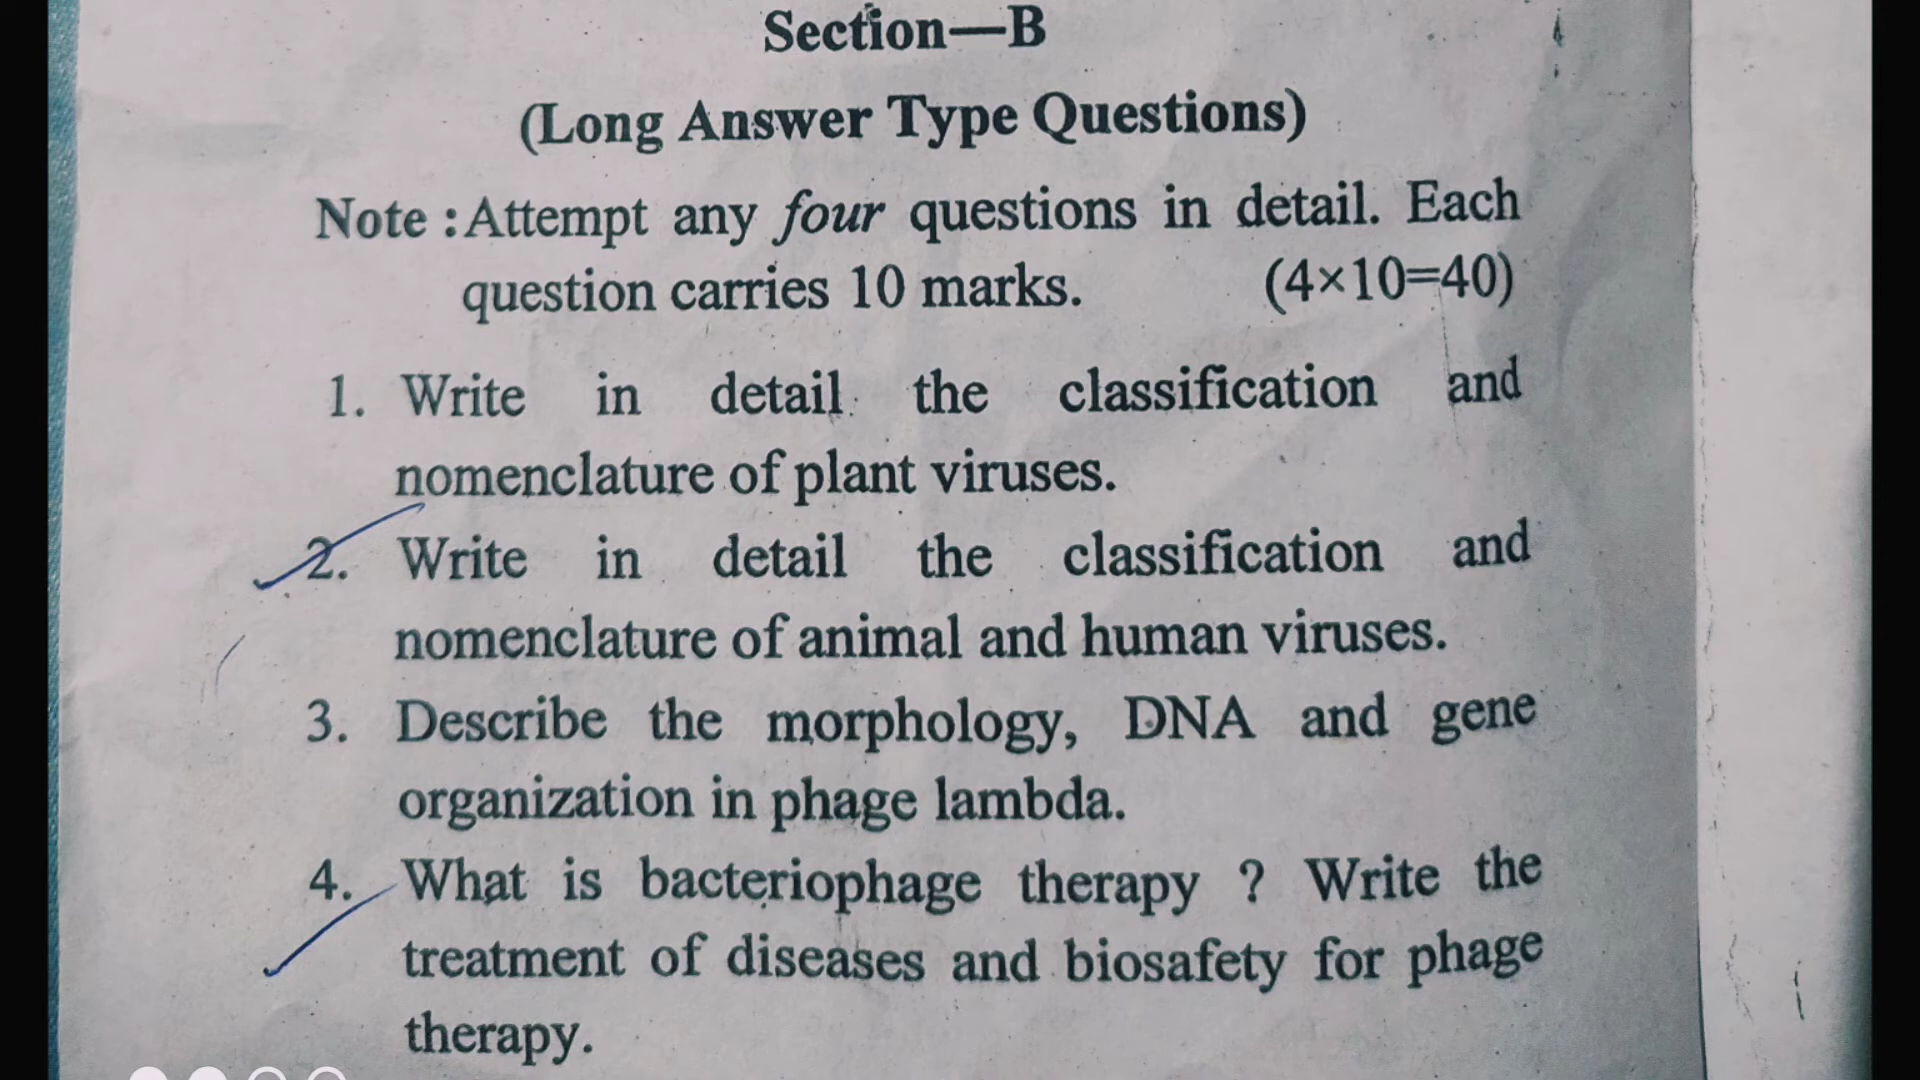 Section—B
(Long Answer Type Questions)
Note : Attempt any four questions in detail. Each
question carries 10 marks. (4×10=40)
1. Write in detail the classification and
nomenclature of plant viruses.
2. Write in detail the classification and
nomenclature of animal and human viruses.
3. Describe the morphology, DNA and gene
organization in phage lambda.
4. What is bacteriophage therapy ? Write the
treatment of diseases and biosafety for phage
therapy.